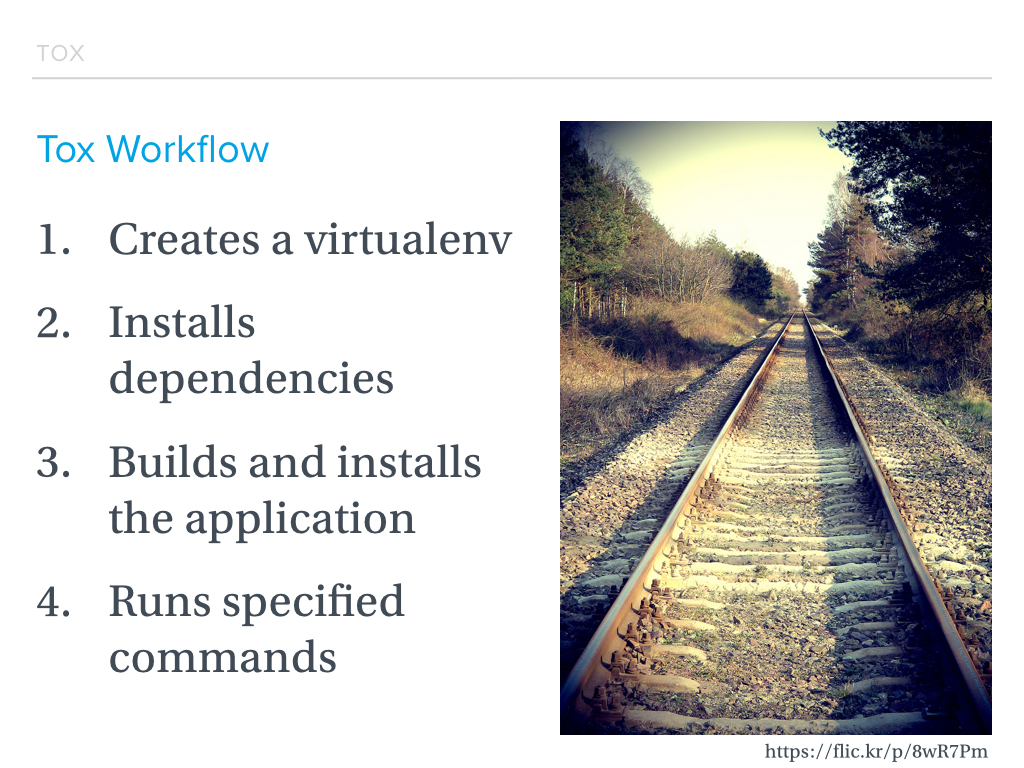 TOX
Tox Workflow
1. Creates a virtualenv
2. Installs
dependencies
3. Builds and installs
the application
4. Runs specified
commands
https://flic.kr/p/8wR7Pm